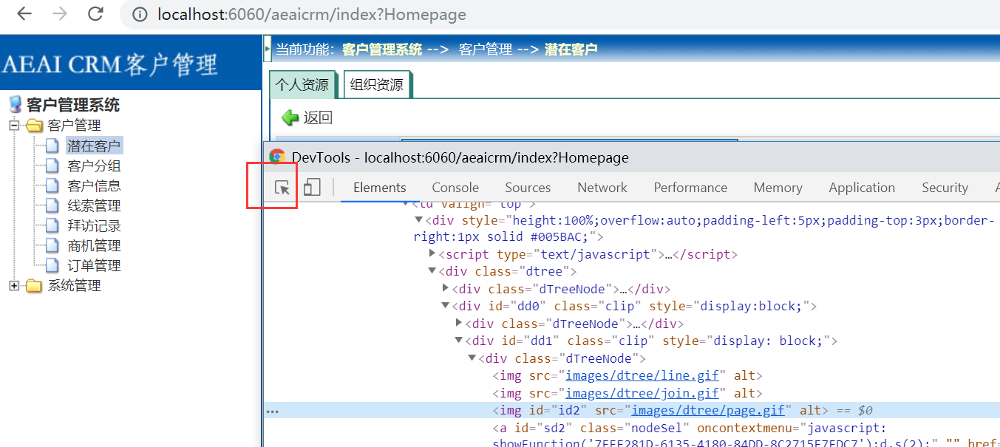 localhost:6060/aeaicrm/index?Homepage
AEAI CRM客户管理
当前功能: 客户管理系统 --> 客户管理 --> 潜在客户
个人资源 组织资源
返回
客户管理系统
客户管理
潜在客户
客户分组
客户信息
线索管理
拜访记录
商机管理
订单管理
系统管理
DevTools - localhost:6060/aeaicrm/index?Homepage
Elements Console Sources Network Performance Memory Application Security
<td valign="top">
<div style="height:100%;overflow:auto;padding-left:5px;padding-top:3px;border-
right:1px solid #005BAC;">
<script type="text/javascript">…</script>
<div class="dtree">
<div class="dTreeNode">…</div>
<div id="dd0" class="clip" style="display:block;">
<div class="dTreeNode">…</div>
<div id="dd1" class="clip" style="display: block;">
<div class="dTreeNode">
<img src="images/dtree/line.gif" alt>
<img src="images/dtree/join.gif" alt>
<img id="id2" src="images/dtree/page.gif" alt> == $0
<a id="sd2" class="nodeSel" oncontextmenu="javascript: